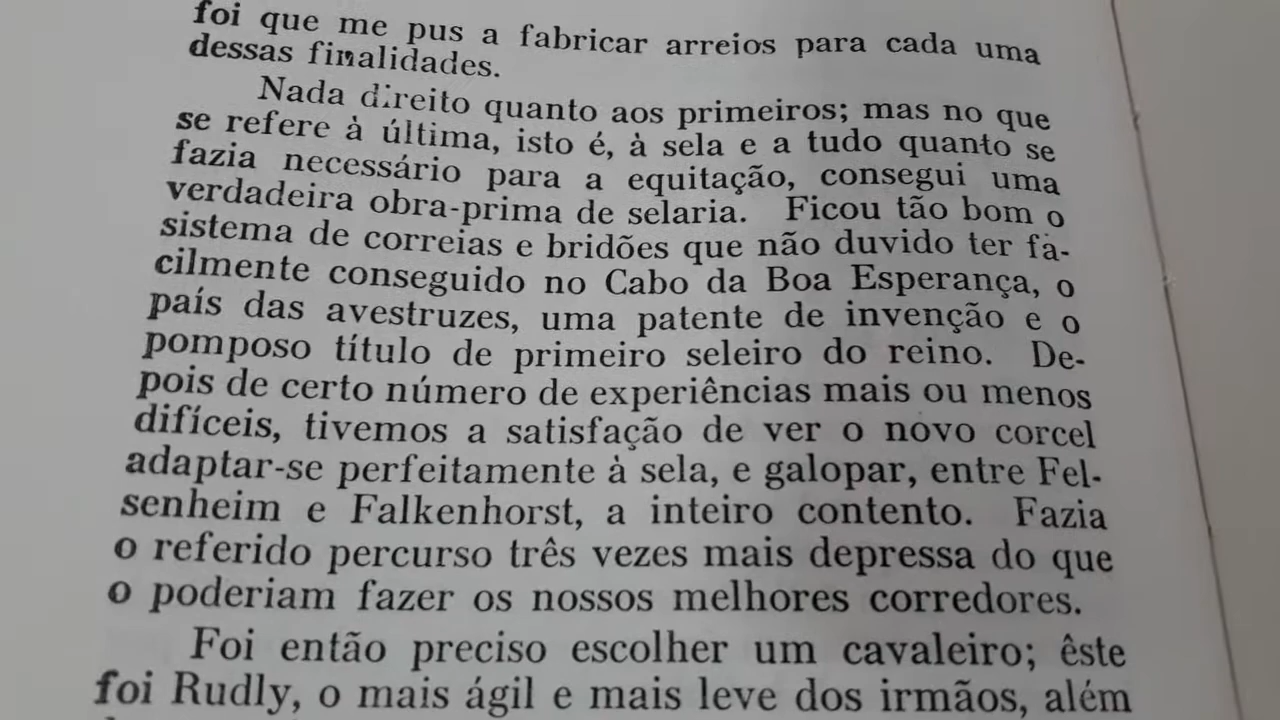 foi que me pus a fabricar arreios para cada uma
dessas finalidades.
Nada direito quanto aos primeiros; mas no que
se refere à última, isto é, à sela e a tudo quanto se
fazia necessário para a equitação, consegui uma
verdadeira obra-prima de selaria. Ficou tão bom o
sistema de correias e bridões que não duvido ter fà-
cilmente conseguido no Cabo da Boa Esperança, o
país das avestruzes, uma patente de invenção e o
pomposo título de primeiro seleiro do reino. De-
pois de certo número de experiências mais ou menos
difíceis, tivemos a satisfação de ver o novo corcel
adaptar-se perfeitamente à sela, e galopar, entre Fel-
senheim e Falkenhorst, a inteiro contento. Fazia
o referido percurso três vezes mais depressa do que
o poderiam fazer os nossos melhores corredores.
Foi então preciso escolher um cavaleiro; êste
foi Rudly, o mais ágil e mais leve dos irmãos, além